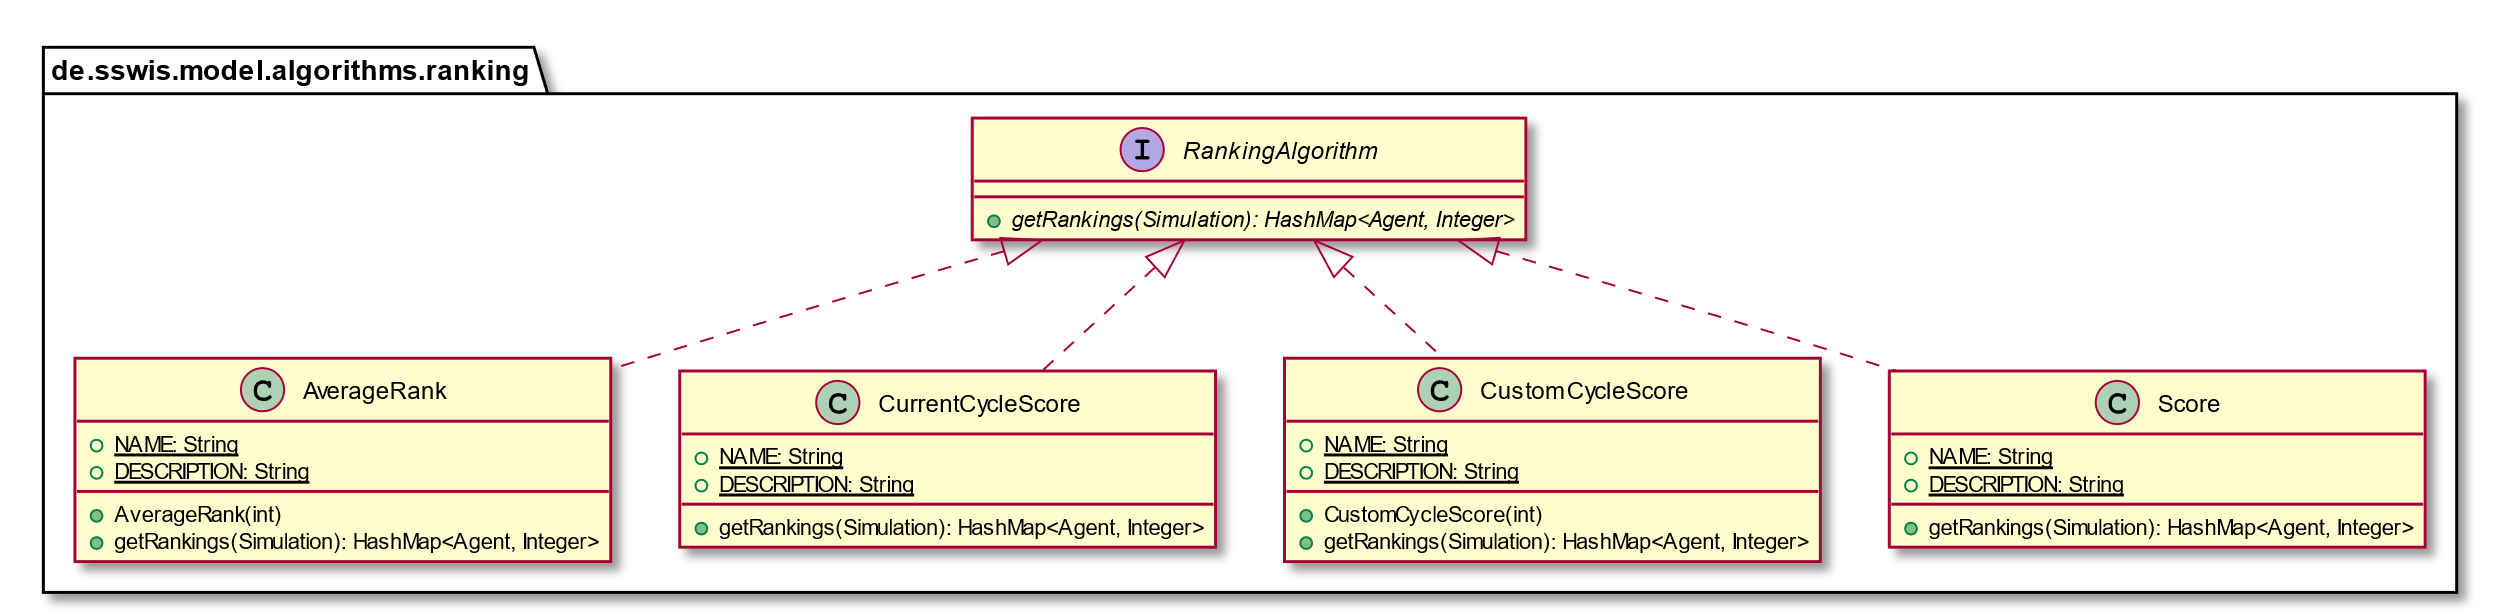 de.sswis.model.algorithms.ranking
I RankingAlgorithm
getRankings(Simulation): HashMap<Agent, Integer>
C AverageRank
NAME: String
DESCRIPTION: String
AverageRank(int)
getRankings(Simulation): HashMap<Agent, Integer>
C CurrentCycleScore
NAME: String
DESCRIPTION: String
getRankings(Simulation): HashMap<Agent, Integer>
C CustomCycleScore
NAME: String
DESCRIPTION: String
CustomCycleScore(int)
getRankings(Simulation): HashMap<Agent, Integer>
C Score
NAME: String
DESCRIPTION: String
getRankings(Simulation): HashMap<Agent, Integer>